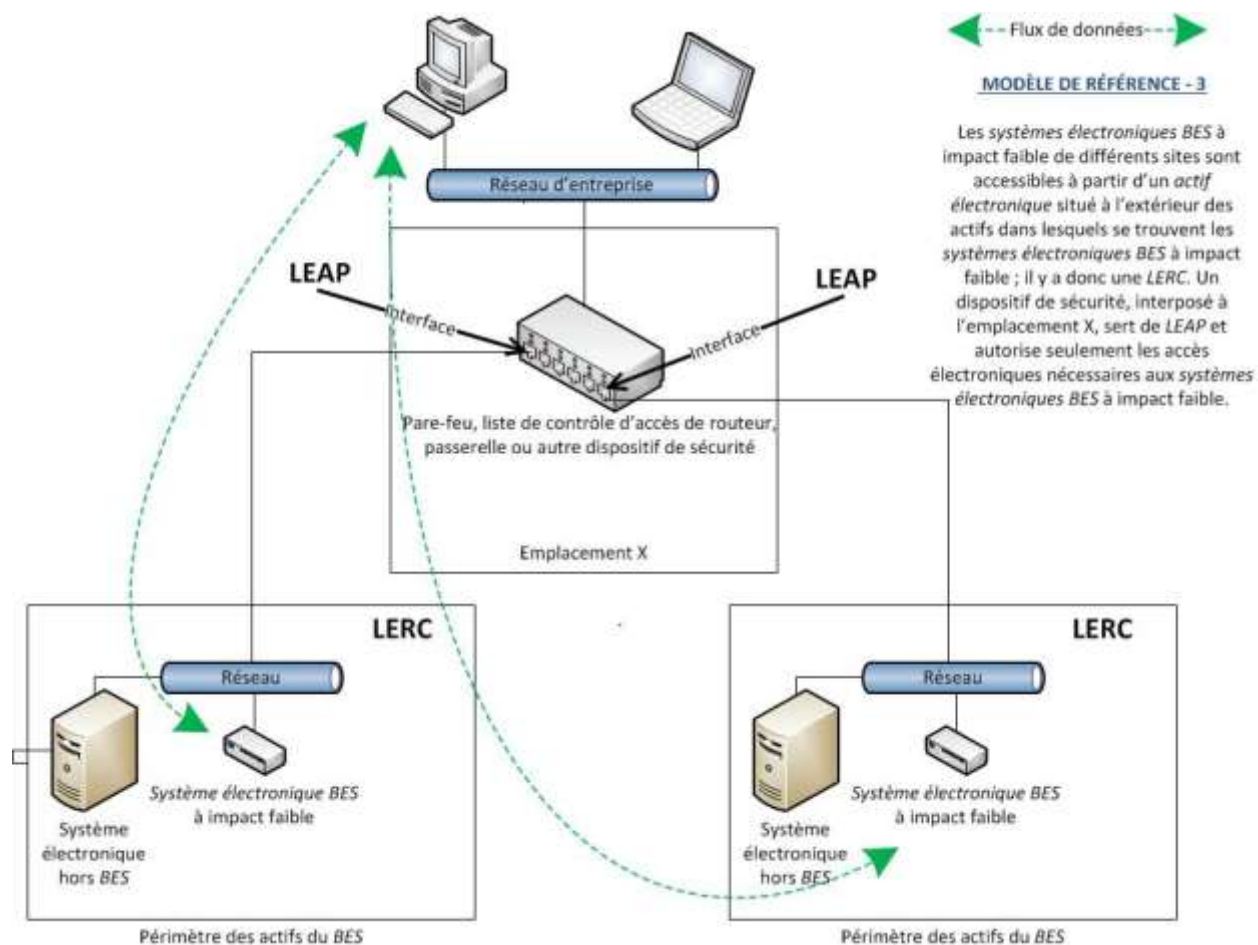 Flux de données
MODÈLE DE RÉFÉRENCE - 3
Les systèmes électroniques BES à
impact faible de différents sites sont
accessibles à partir d'un actif
électronique situé à l'extérieur des
actifs dans lesquels se trouvent les
systèmes électroniques BES à impact
faible ; il y a donc une LERC. Un
dispositif de sécurité, interposé à
l'emplacement X, sert de LEAP et
autorise seulement les accès
électroniques nécessaires aux systèmes
électroniques BES à impact faible.
Réseau d'entreprise
LEAP
LEAP
Interface
Interface
Pare-feu, liste de contrôle d'accès de routeur,
passerelle ou autre dispositif de sécurité
Emplacement X
LERC
Réseau
Système électronique BES
à impact faible
Système
électronique
hors BES
Périmètre des actifs du BES
LERC
Réseau
Système électronique BES
à impact faible
Système
électronique
hors BES
Périmètre des actifs du BES